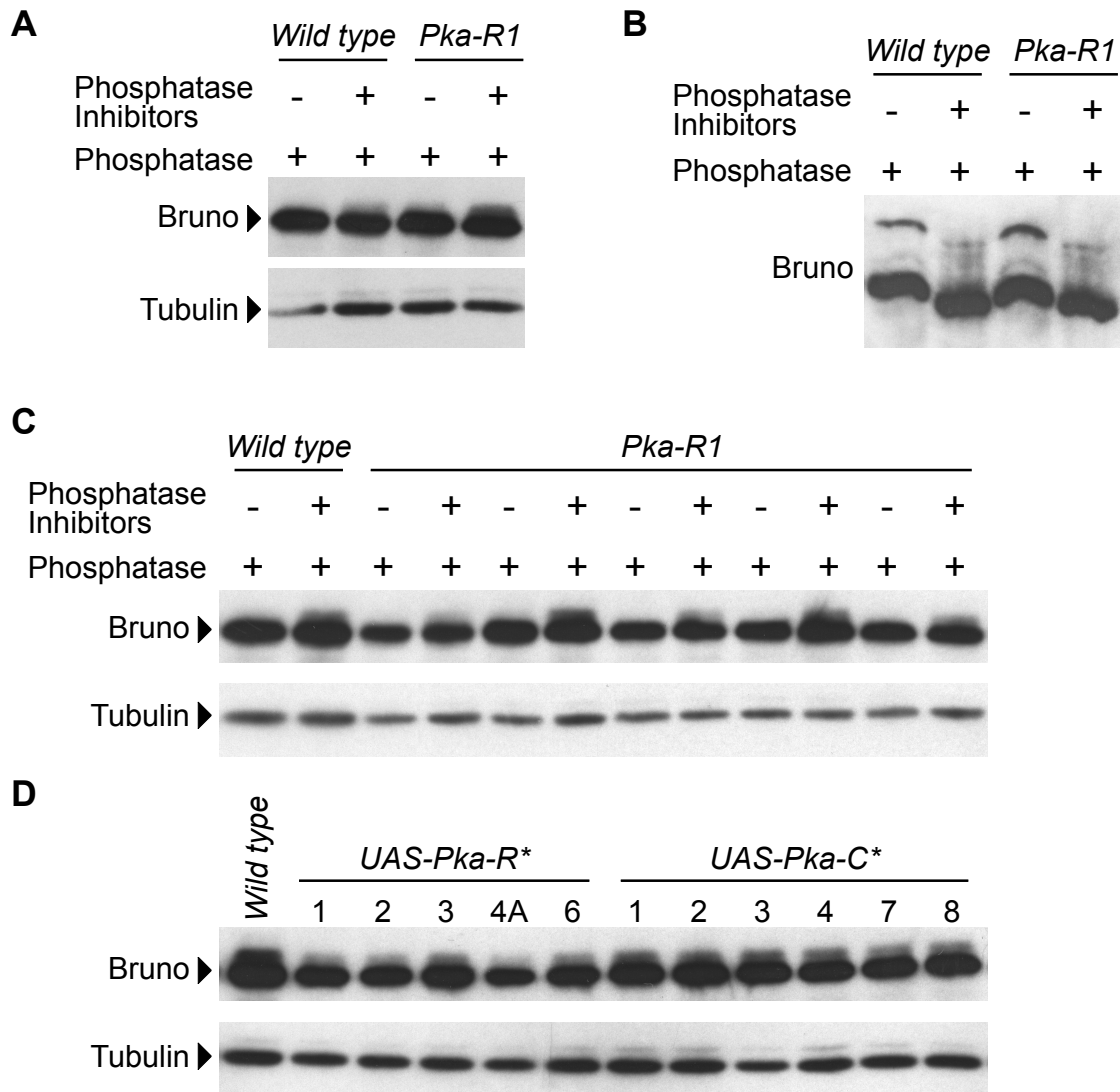 A
Wild type Pka-R1
Phosphatase
Inhibitors - + - +
Phosphatase + + + +
Bruno
Tubulin
B
Wild type Pka-R1
Phosphatase
Inhibitors - + - +
Phosphatase + + + +
Bruno
C
Wild type Pka-R1
Phosphatase
Inhibitors - + - + - + - + - + - +
Phosphatase + + + + + + + + + + + +
Bruno
Tubulin
D
Wild type UAS-Pka-R* UAS-Pka-C*
1 2 3 4A 6 1 2 3 4 7 8
Bruno
Tubulin